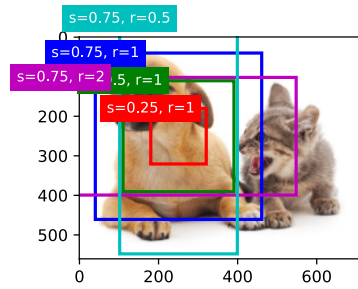 s=0.75, r=0.5
0
s=0.75, r=1
s=0.75, r=2
.5, r=1
s=0.25, r=1
200
300
400
500
0 200 400 600